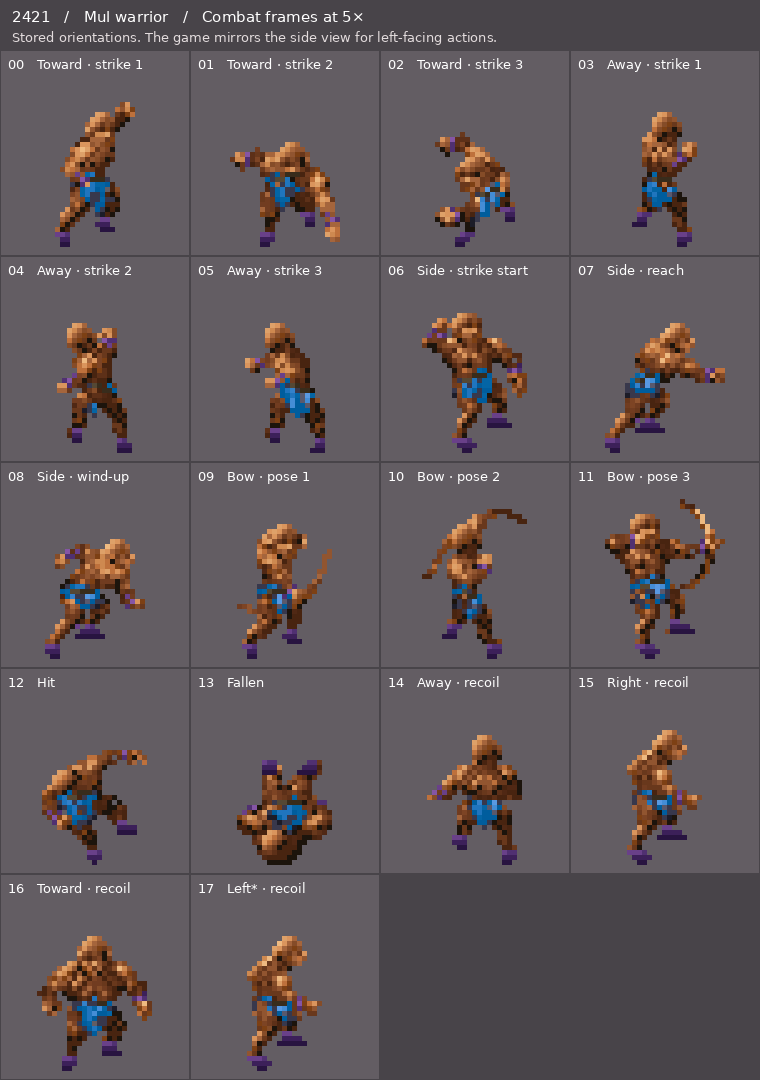 2421 / Mul warrior / Combat frames at 5×
Stored orientations. The game mirrors the side view for left-facing actions.
00 Toward · strike 1
01 Toward · strike 2
02 Toward · strike 3
03 Away · strike 1
04 Away · strike 2
05 Away · strike 3
06 Side · strike start
07 Side · reach
08 Side · wind-up
09 Bow · pose 1
10 Bow · pose 2
11 Bow · pose 3
12 Hit
13 Fallen
14 Away · recoil
15 Right · recoil
16 Toward · recoil
17 Left* · recoil